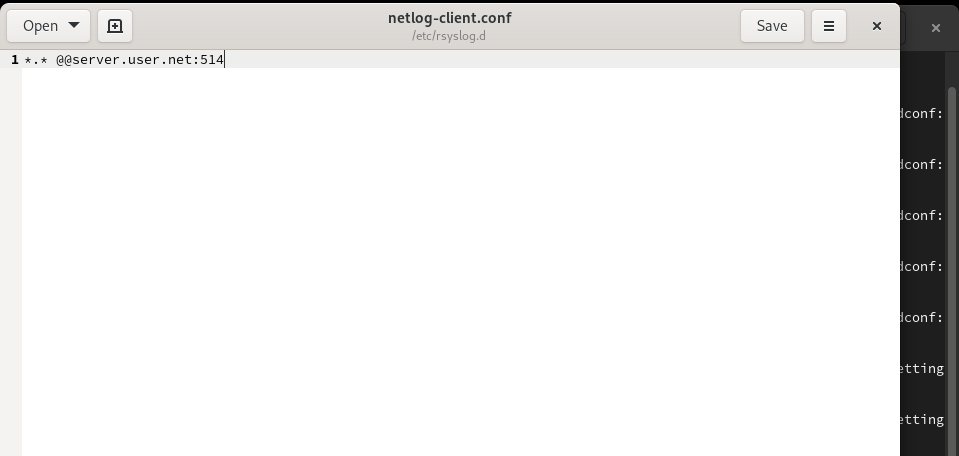 Open
netlog-client.conf
/etc/rsyslog.d
Save
1 *.* @@server.user.net:514
dconf:
dconf:
dconf:
dconf:
dconf:
etting
etting